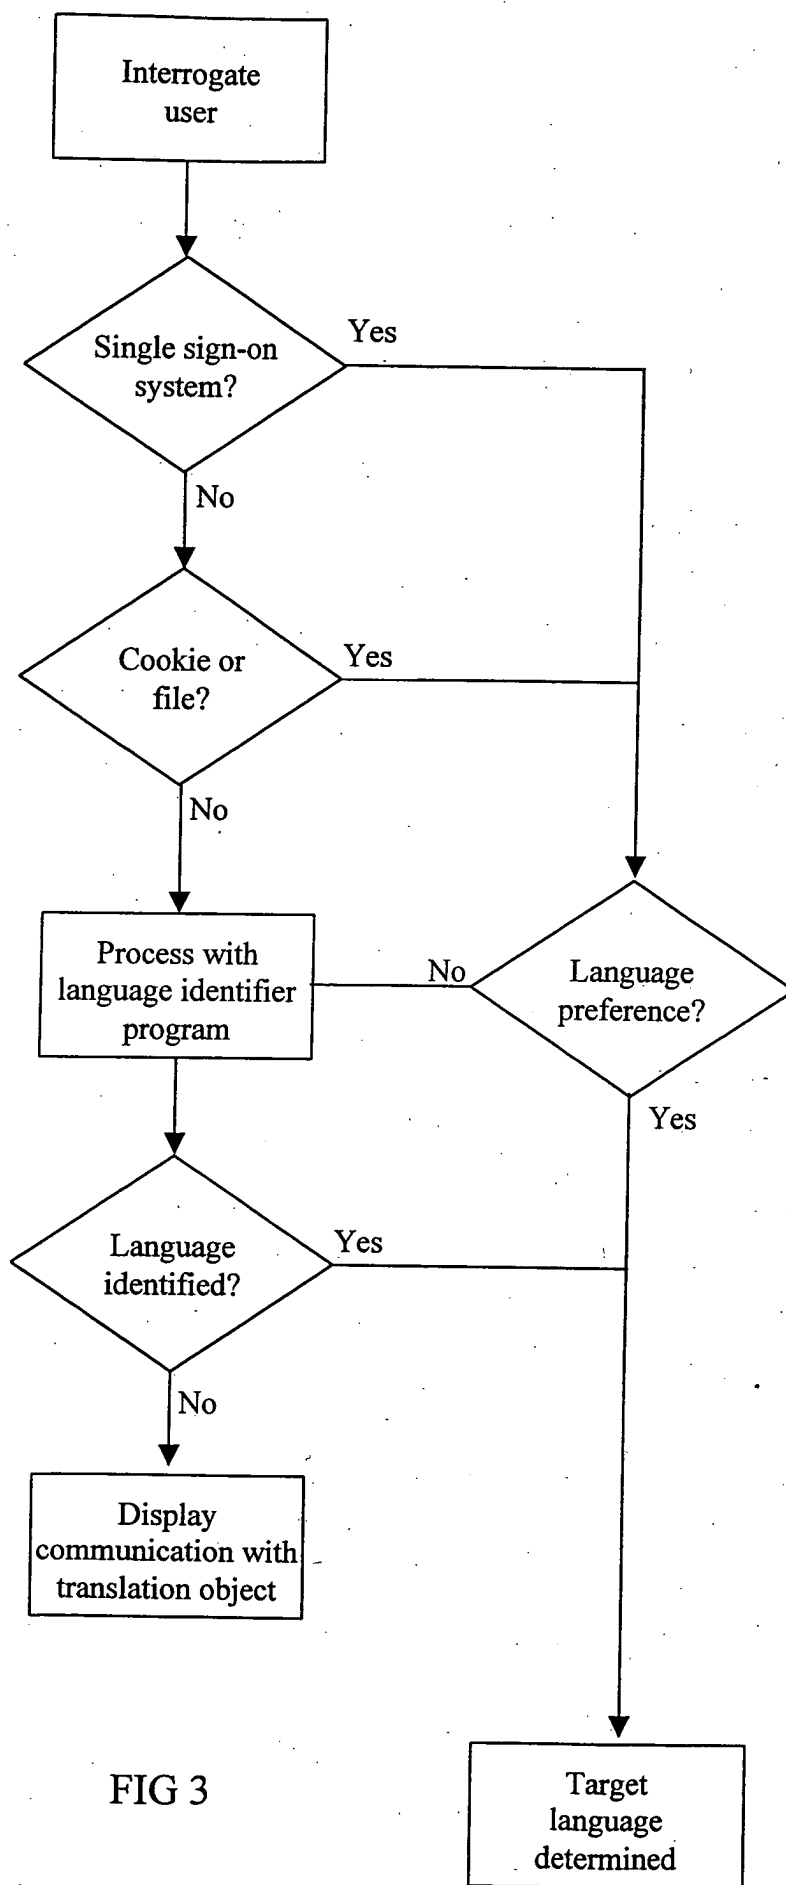 Interrogate
user
Single sign-on
system?
Yes
No
Cookie or
file?
Yes
No
Process with
language identifier
program
No
Language
preference?
Yes
Language
identified?
Yes
No
Display
communication with
translation object
FIG 3
Target
language
determined